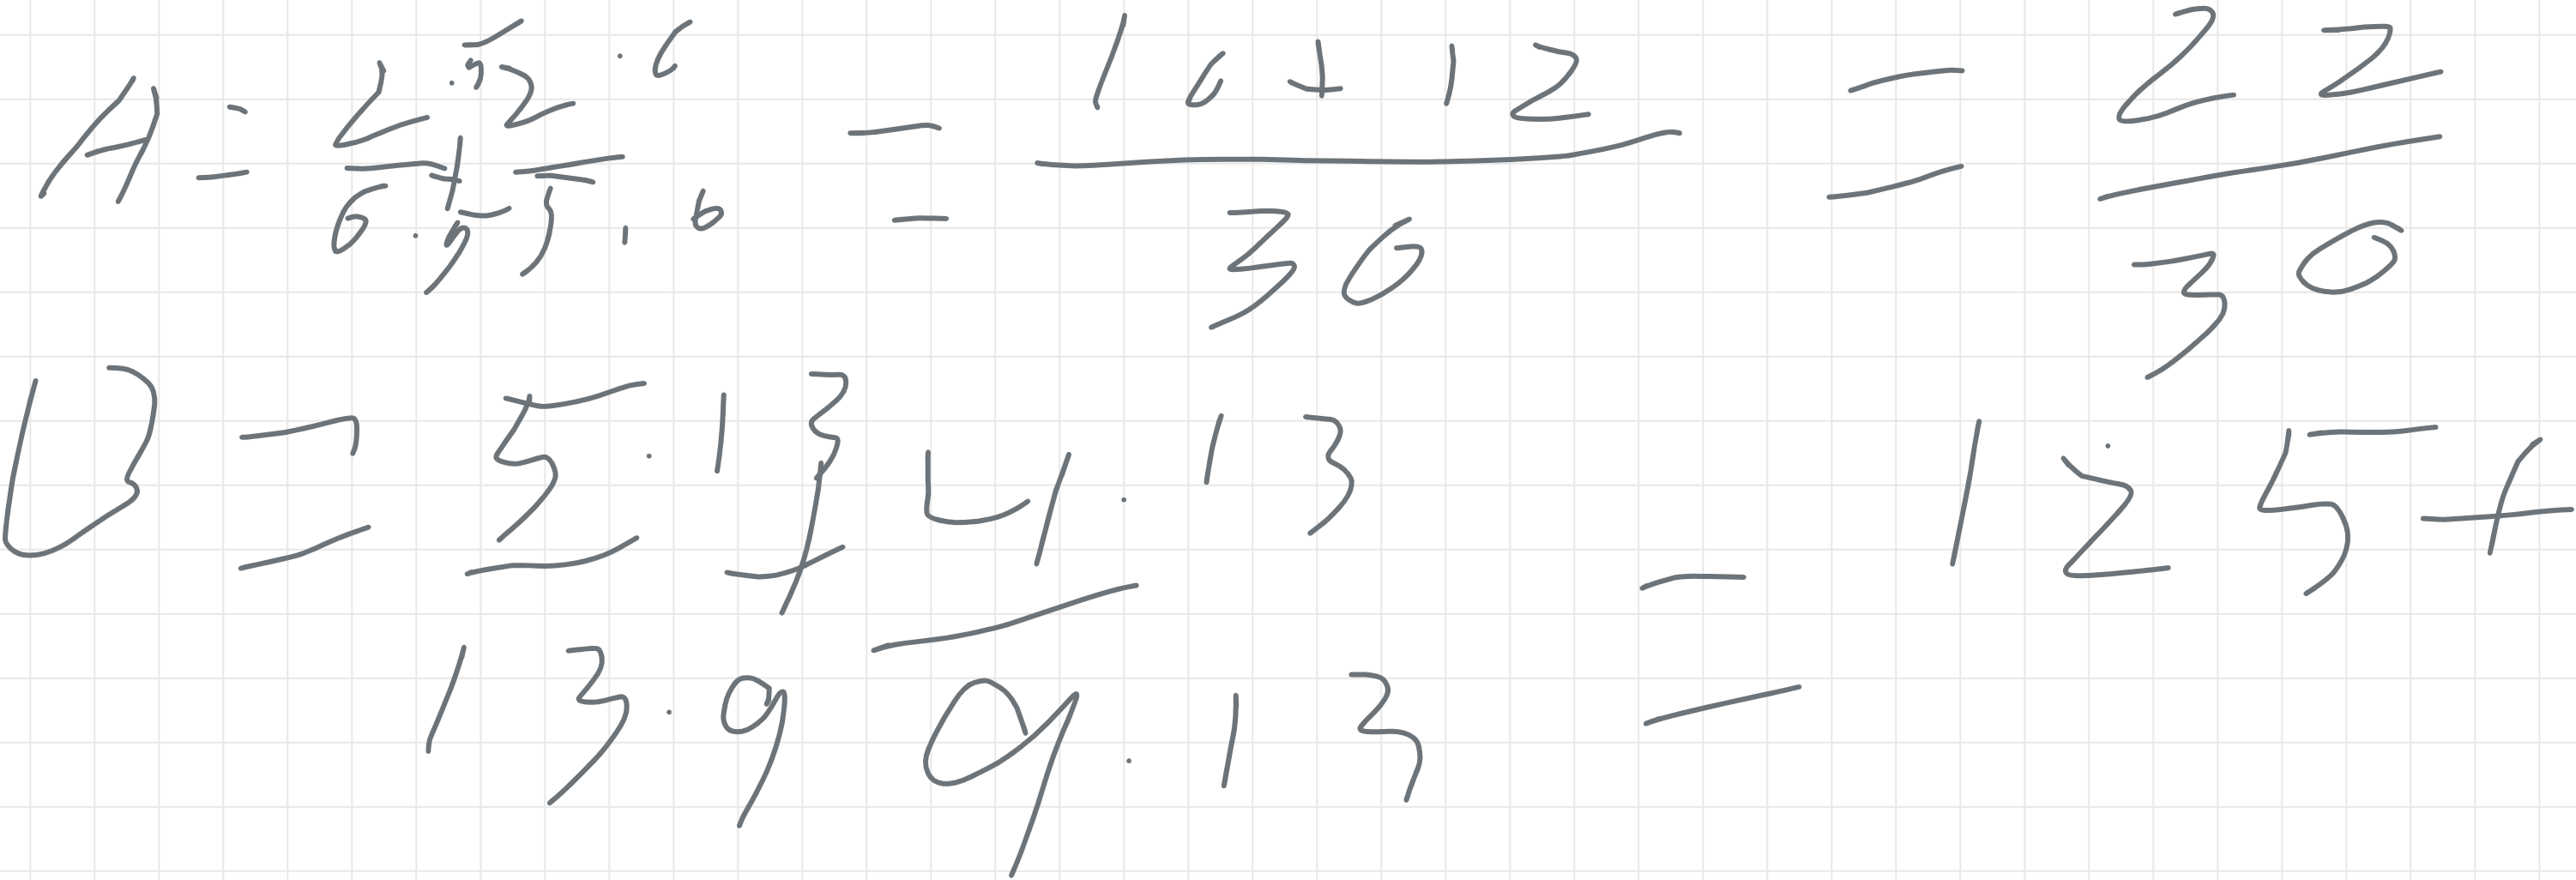 A = 2·5/6·5 + 2·6/5·6 = 10+12/30 = 22/30
B = 5·13/13·9 + 4·13/9·13 = 125+